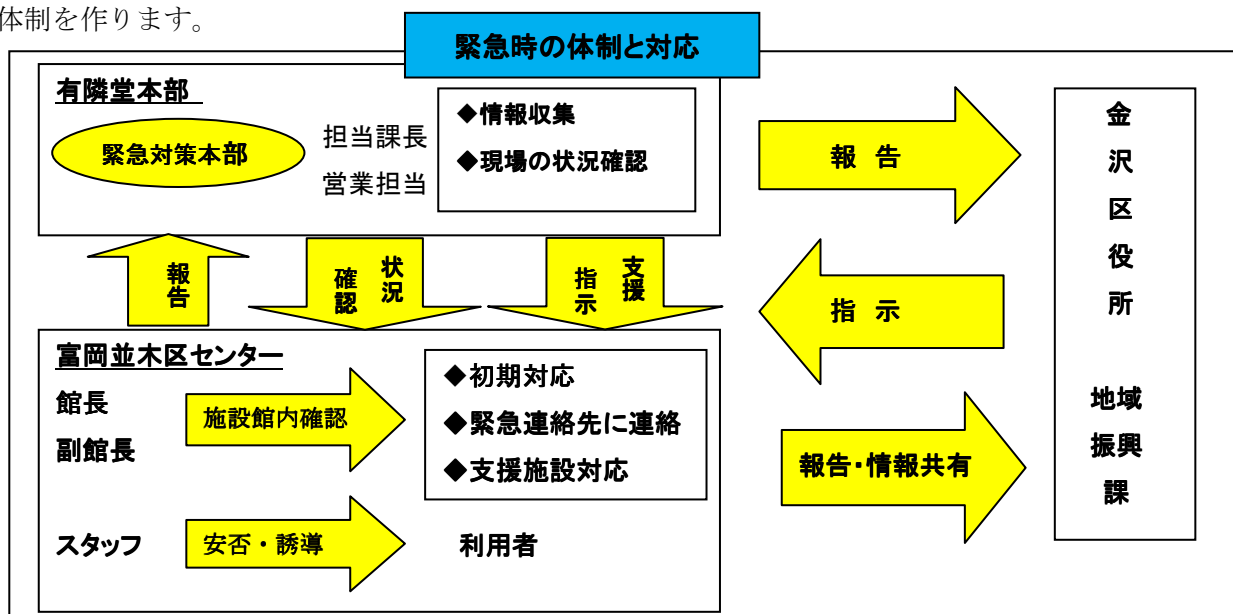 体制を作ります。
緊急時の体制と対応
有隣堂本部
緊急対策本部
担当課長
営業担当
◆情報収集
◆現場の状況確認
報告
金沢区役所
地域振興課
報告
状況
確認
支援
指示
指示
富岡並木区センター
館長
副館長
施設館内確認
◆初期対応
◆緊急連絡先に連絡
◆支援施設対応
報告・情報共有
スタッフ
安否・誘導
利用者